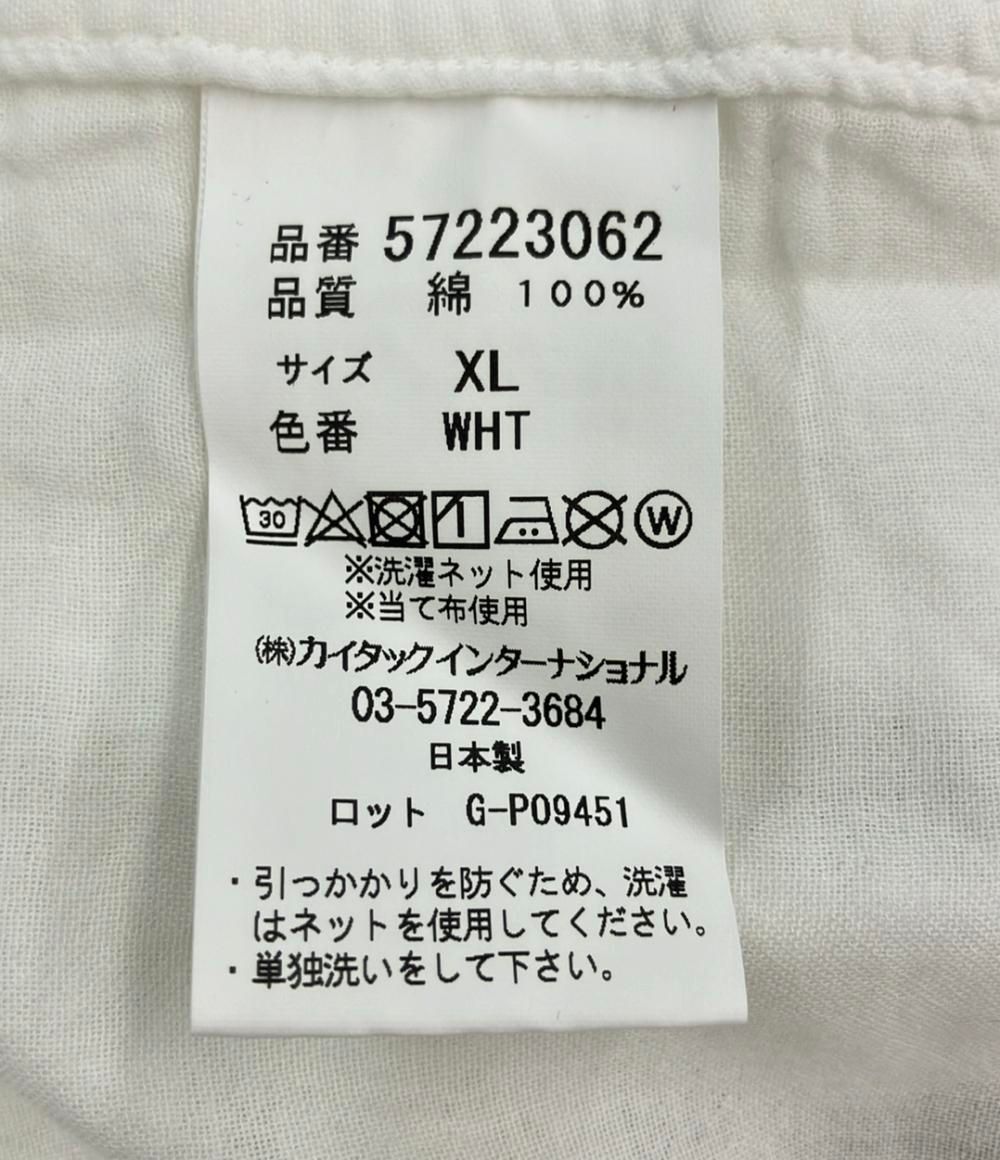 品番 57223062
品質 綿 100%
サイズ XL
色番 WHT
30 W
※洗濯ネット使用
※当て布使用
(株)カイタックインターナショナル
03-5722-3684
日本製
ロット G-P09451
・引っかかりを防ぐため、洗濯
はネットを使用してください。
・単独洗いをして下さい。